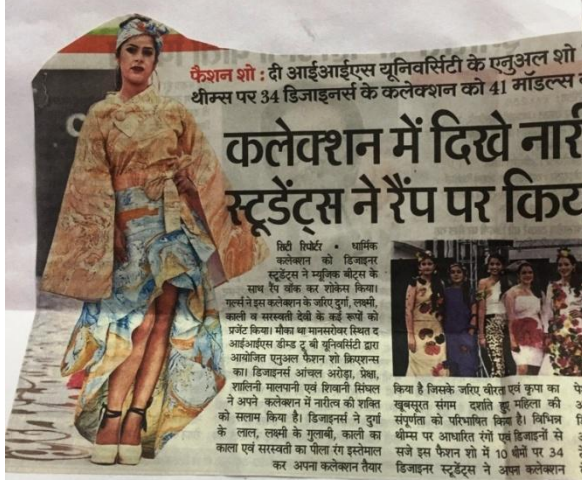 फैशन शो : दी आईआईएस यूनिवर्सिटी के एनुअल शो
थीम्स पर 34 डिजाइनर्स के कलेक्शन को 41 मॉडल्स
कलेक्शन में दिखे नारी
स्टूडेंट्स ने रैंप पर किय
सिटी रिपोर्टर • धार्मिक
कलेक्शन को डिजाइनर
स्टूडेंट्स ने म्यूजिक बीट्स के
साथ रैंप वॉक कर शोकेस किया।
गर्ल्स ने इस कलेक्शन के जरिए दुर्गा, लक्ष्मी,
काली व सरस्वती देवी के कई रूपों को
प्रजेंट किया। मौका था मानसरोवर स्थित द
आईआईएस डीम्ड टू बी यूनिवर्सिटी द्वारा
आयोजित एनुअल फैशन शो क्रिएशन्स
का। डिजाइनर्स आंचल अरोड़ा, प्रेक्षा,
शालिनी मालपानी एवं शिवानी सिंघल
ने अपने कलेक्शन में नारीत्व की शक्ति
को सलाम किया है। डिजाइनर्स ने दुर्गा
के लाल, लक्ष्मी के गुलाबी, काली का
काला एवं सरस्वती का पीला रंग इस्तेमाल
कर अपना कलेक्शन तैयार
किया है जिसके जरिए वीरता एवं कृपा का
खूबसूरत संगम दर्शाते हुए महिला की
संपूर्णता को परिभाषित किया है। विभिन्न
थीम्स पर आधारित रंगों एवं डिजाइनों से
सजे इस फैशन शो में 10 थीमों पर 34
डिजाइनर स्टूडेंट्स ने अपना कलेक्शन